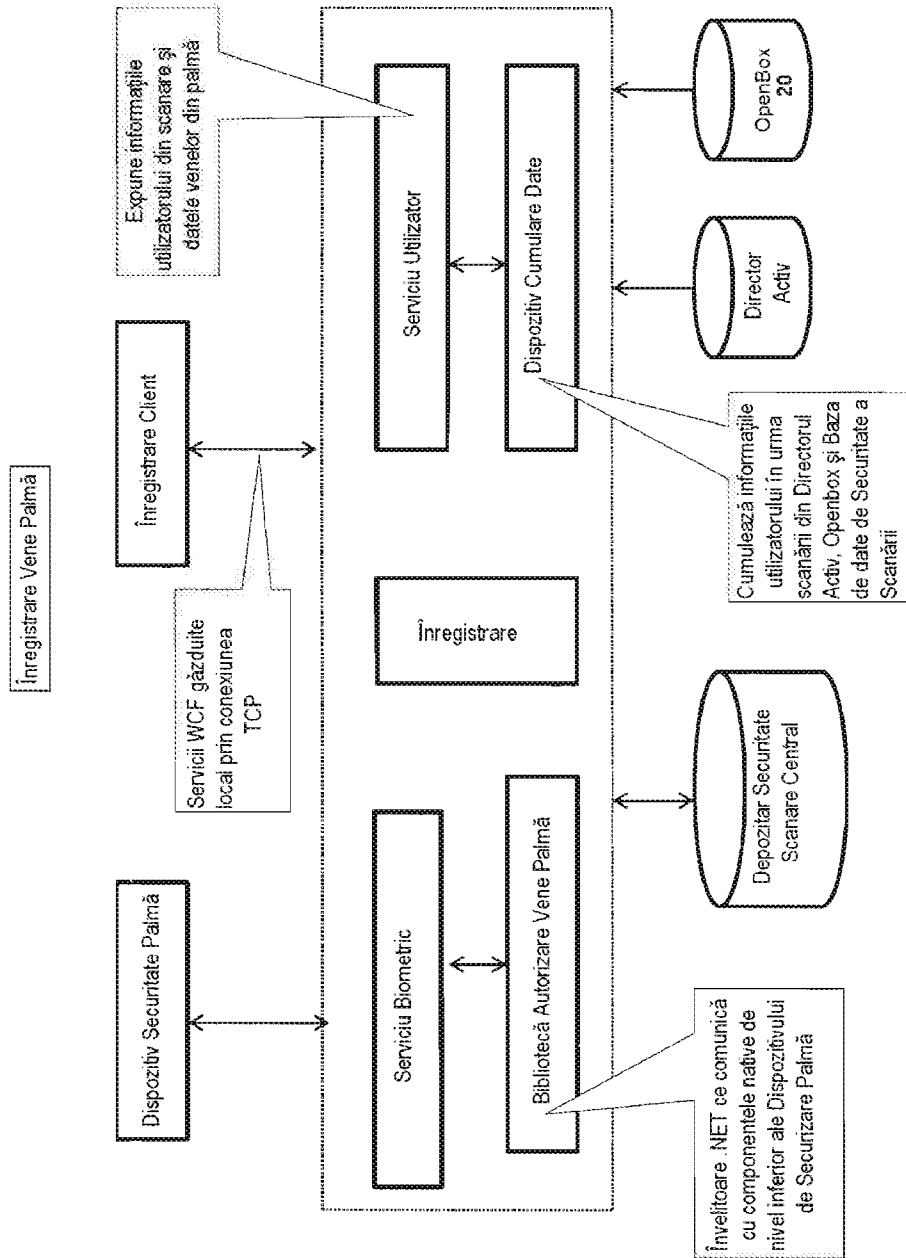 Înregistrare Vene Palmă
Dispozitiv Securitate Palmă
Înregistrare Client
Expune informațiile
utilizatorului din scanare și
datele venelor din palmă
Servicii WCF găzduite
local prin conexiunea
TCP
Serviciu Biometric
Bibliotecă Autorizare Vene Palmă
Înregistrare
Serviciu Utilizator
Dispozitiv Cumulare Date
Învelitoare .NET ce comunică
cu componentele native de
nivel inferior ale Dispozitivului
de Securizare Palmă
Depozitar Securitate
Scanare Central
Cumulează informațiile
utilizatorului în urma
scanării din Directorul
Activ, Openbox și Baza
de date de Securitate a
Scanării
Director
Activ
OpenBox
20